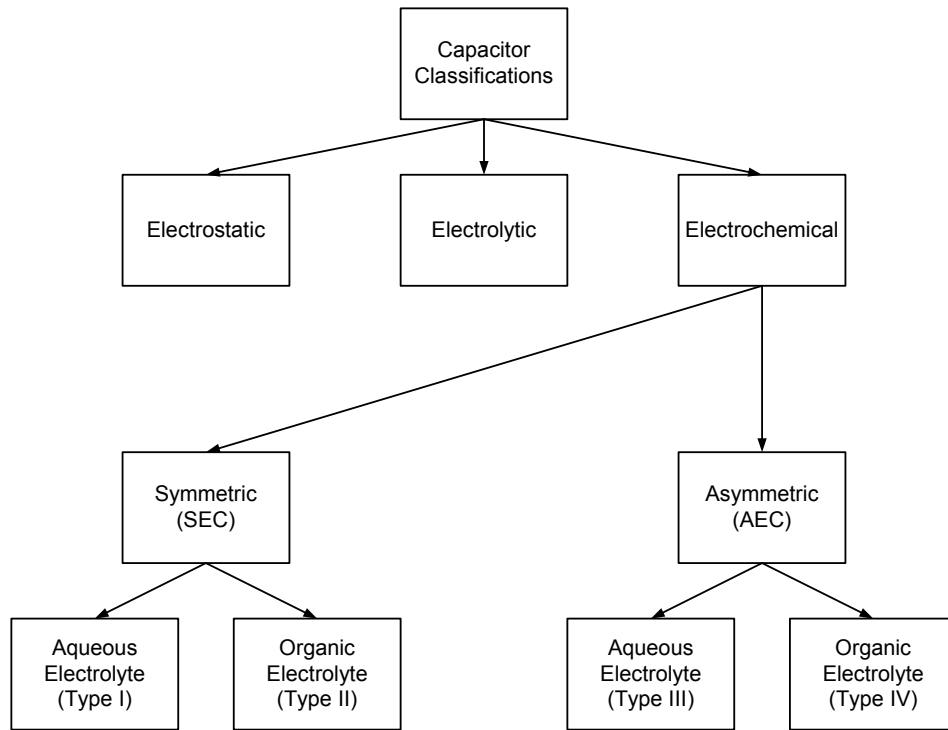 Capacitor
Classifications
Electrostatic
Electrolytic
Electrochemical
Symmetric
(SEC)
Asymmetric
(AEC)
Aqueous
Electrolyte
(Type I)
Organic
Electrolyte
(Type II)
Aqueous
Electrolyte
(Type III)
Organic
Electrolyte
(Type IV)